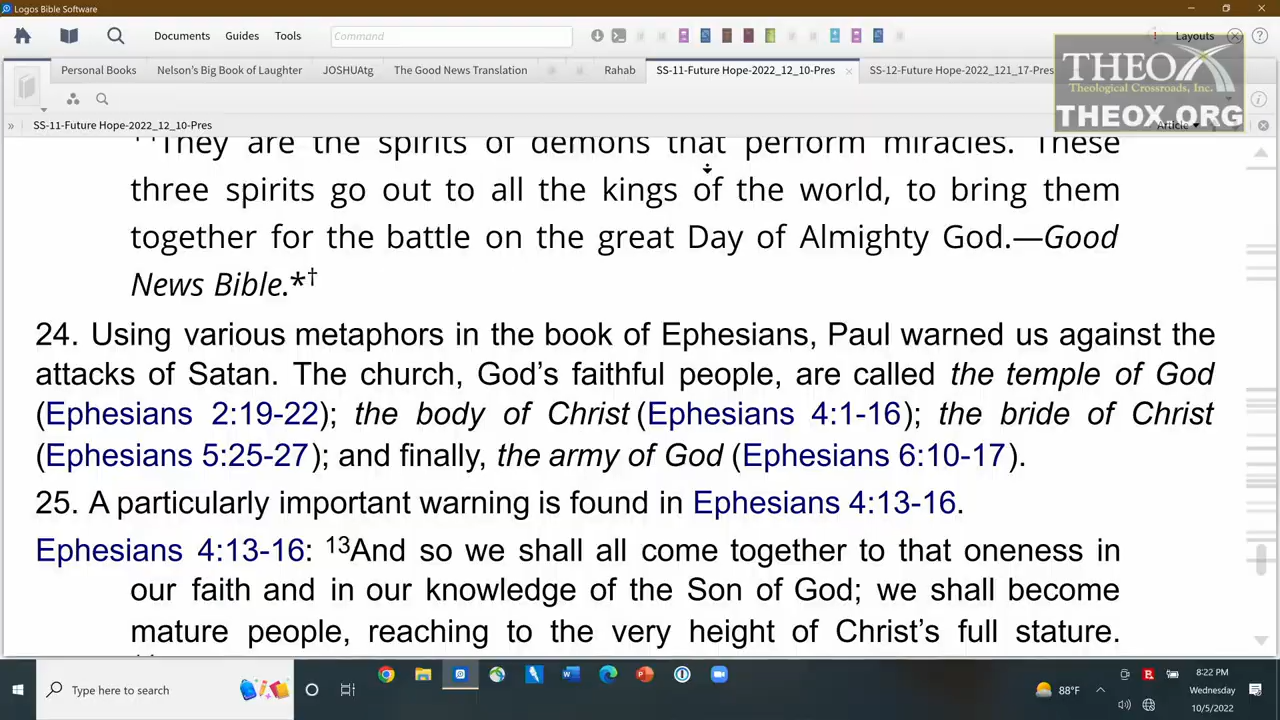 Logos Bible Software
Documents Guides Tools Command Layouts
Personal Books Nelson's Big Book of Laughter JOSHUAtg The Good News Translation Rahab SS-11-Future Hope-2022_12_10-Pres SS-12-Future Hope-2022_121_17-Pres
THEOX
Theological Crossroads, Inc.
THEOX.ORG
SS-11-Future Hope-2022_12_10-Pres Article
They are the spirits of demons that perform miracles. These
three spirits go out to all the kings of the world, to bring them
together for the battle on the great Day of Almighty God.—Good
News Bible.*†
24. Using various metaphors in the book of Ephesians, Paul warned us against the
attacks of Satan. The church, God's faithful people, are called the temple of God
(Ephesians 2:19-22); the body of Christ (Ephesians 4:1-16); the bride of Christ
(Ephesians 5:25-27); and finally, the army of God (Ephesians 6:10-17).
25. A particularly important warning is found in Ephesians 4:13-16.
Ephesians 4:13-16: 13And so we shall all come together to that oneness in
our faith and in our knowledge of the Son of God; we shall become
mature people, reaching to the very height of Christ's full stature.
Type here to search
88°F
8:22 PM
Wednesday
10/5/2022